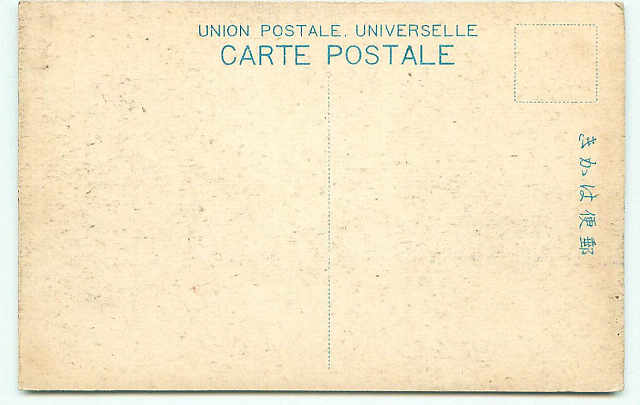 UNION POSTALE. UNIVERSELLE
CARTE POSTALE
郵便はかき